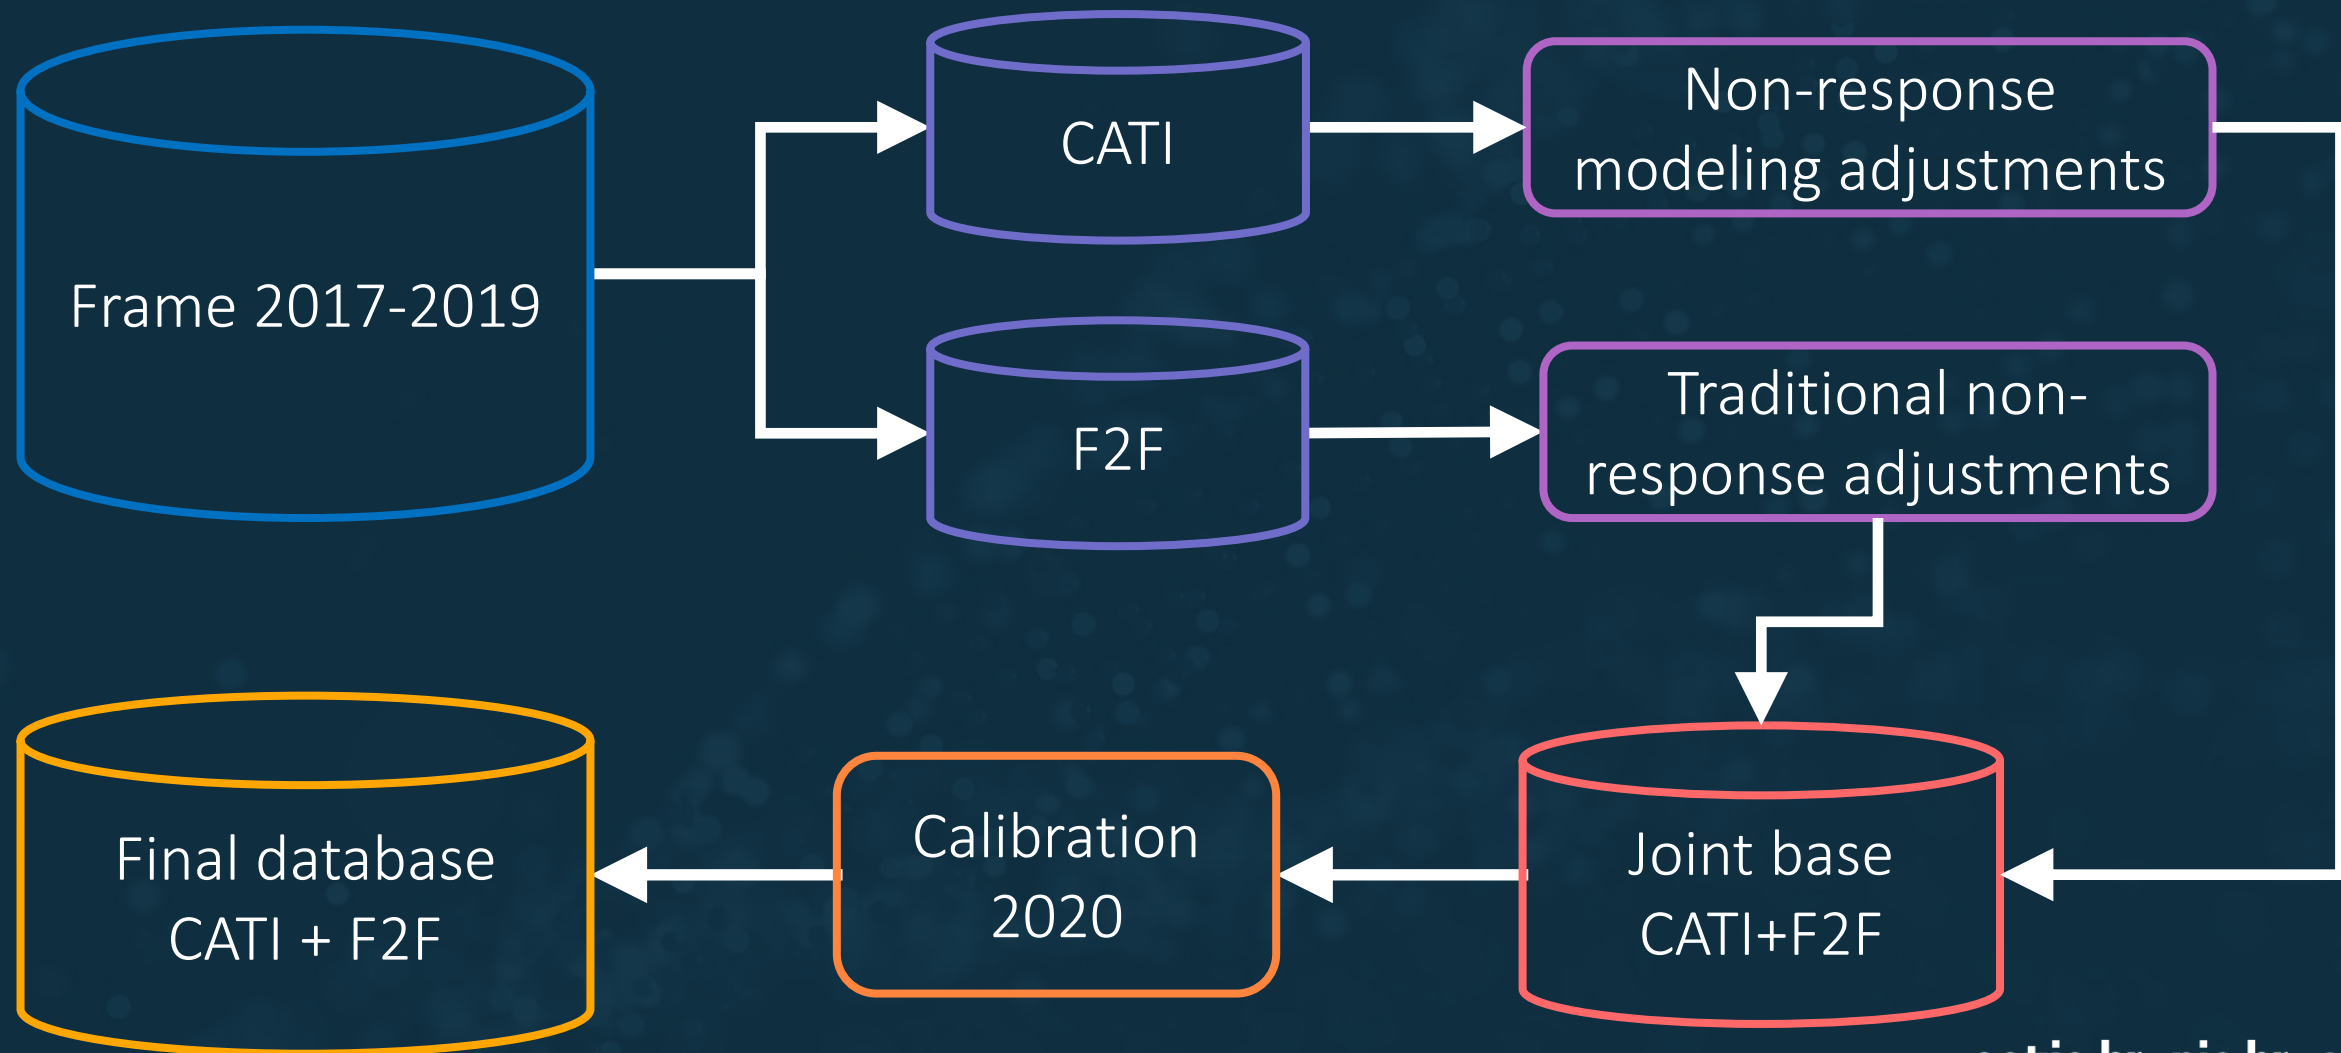 Frame 2017-2019
CATI
Non-response
modeling adjustments
F2F
Traditional non-
response adjustments
Joint base
CATI+F2F
Calibration
2020
Final database
CATI + F2F